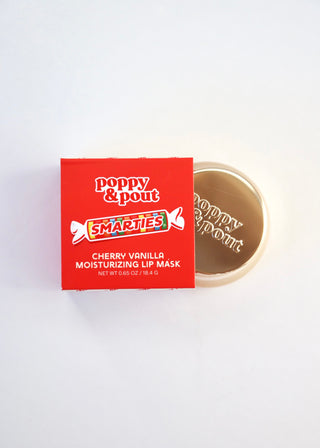 poppy
&pout
SMARTIES
CHERRY VANILLA
MOISTURIZING LIP MASK
NET WT 0.65 OZ / 18.4 G
poppy
&pout